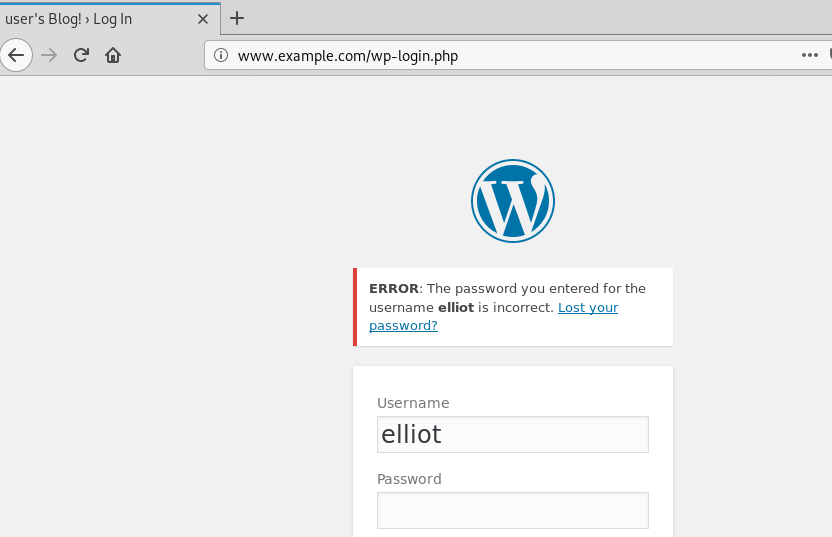 user's Blog! › Log In
www.example.com/wp-login.php
ERROR: The password you entered for the
username elliot is incorrect. Lost your
password?
Username
elliot
Password